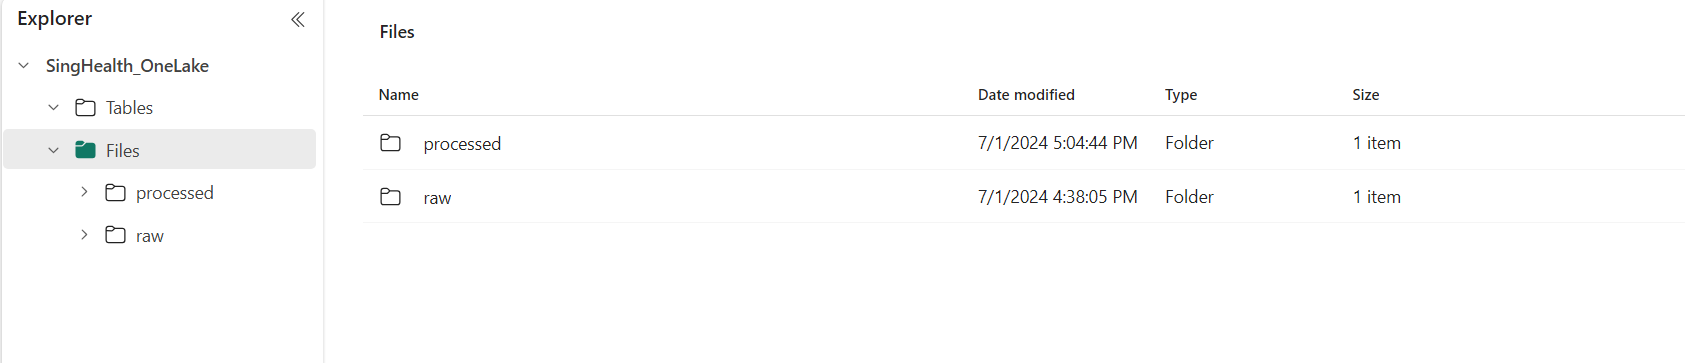 Explorer
SingHealth_OneLake
Tables
Files
processed
raw
Files
Name Date modified Type Size
processed 7/1/2024 5:04:44 PM Folder 1 item
raw 7/1/2024 4:38:05 PM Folder 1 item